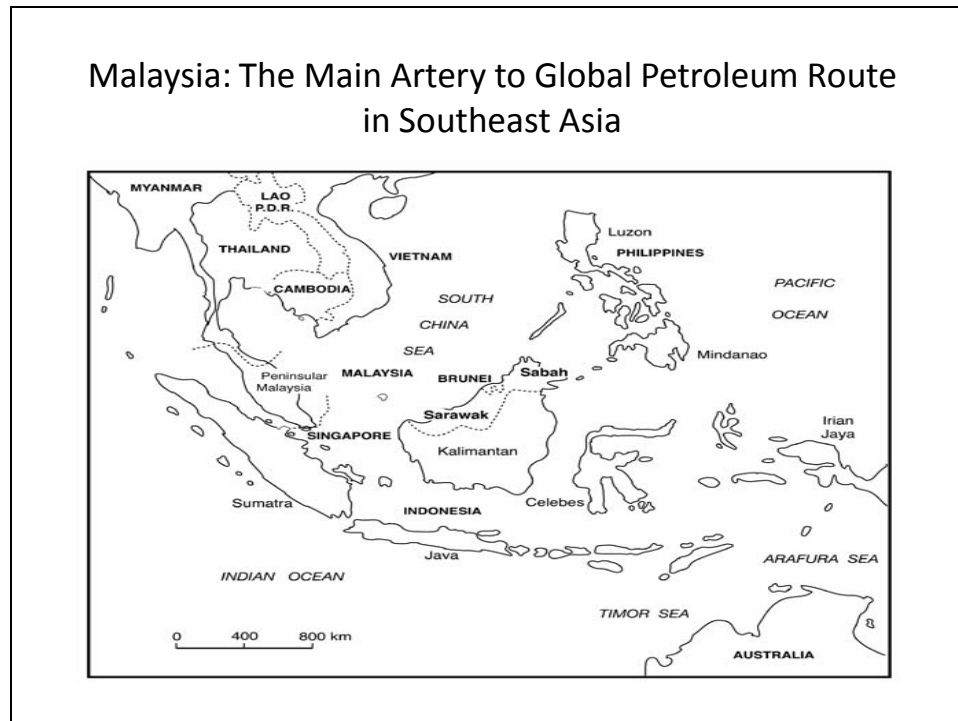 Malaysia: The Main Artery to Global Petroleum Route
in Southeast Asia
MYANMAR
LAO
P.D.R.
THAILAND
VIETNAM
CAMBODIA
Luzon
PHILIPPINES
SOUTH
CHINA
SEA
PACIFIC
OCEAN
Mindanao
Peninsular
Malaysia
MALAYSIA
BRUNEI
Sabah
Sarawak
SINGAPORE
Kalimantan
Irian
Jaya
Sumatra
INDONESIA
Celebes
Java
INDIAN OCEAN
ARAFURA SEA
TIMOR SEA
0 400 800 km
AUSTRALIA